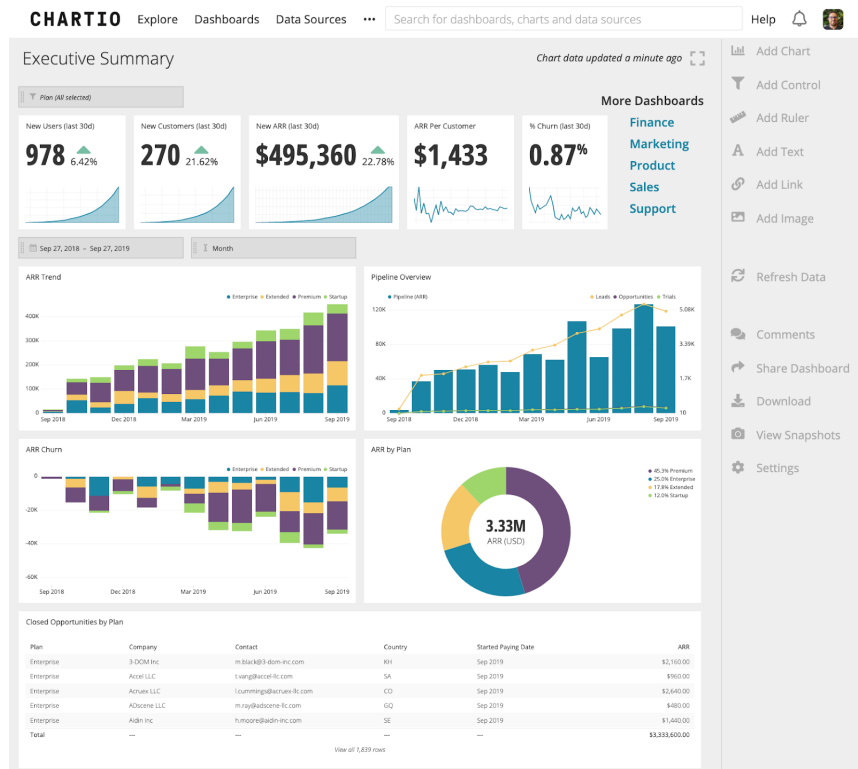 CHARTIO Explore Dashboards Data Sources ••• Search for dashboards, charts and data sources Help
Executive Summary
Chart data updated a minute ago
Plan (All selected)
More Dashboards
Finance
Marketing
Product
Sales
Support
New Users (last 30d)
978 6.42%
New Customers (last 30d)
270 21.62%
New ARR (last 30d)
$495,360 22.78%
ARR Per Customer
$1,433
% Churn (last 30d)
0.87%
Sep 27, 2018 – Sep 27, 2019
Month
ARR Trend
Enterprise Extended Premium Startup
400K
300K
200K
100K
0
Sep 2018 Dec 2018 Mar 2019 Jun 2019 Sep 2019
Pipeline Overview
Pipeline (ARR) Leads Opportunities Trials
120K 5.08K
80K 3.39K
40K 1.7K
0 10
Sep 2018 Dec 2018 Mar 2019 Jun 2019 Sep 2019
ARR Churn
Enterprise Extended Premium Startup
0
-20K
-40K
-60K
Sep 2018 Dec 2018 Mar 2019 Jun 2019 Sep 2019
ARR by Plan
45.3% Premium
25.0% Enterprise
17.8% Extended
12.0% Startup
3.33M
ARR (USD)
Closed Opportunities by Plan
Plan Company Contact Country Started Paying Date ARR
Enterprise 3-DOM Inc m.black@3-dom-inc.com KH Sep 2019 $2,160.00
Enterprise Accel LLC t.vang@accel-llc.com SA Sep 2019 $960.00
Enterprise Acruex LLC l.cummings@acruex-llc.com CO Sep 2019 $2,640.00
Enterprise ADscene LLC m.ray@adscene-llc.com GQ Sep 2019 $480.00
Enterprise Aidin Inc h.moore@aidin-inc.com SE Sep 2019 $1,440.00
Total — — — — $3,333,600.00
View all 1,839 rows
Add Chart
Add Control
Add Ruler
Add Text
Add Link
Add Image
Refresh Data
Comments
Share Dashboard
Download
View Snapshots
Settings